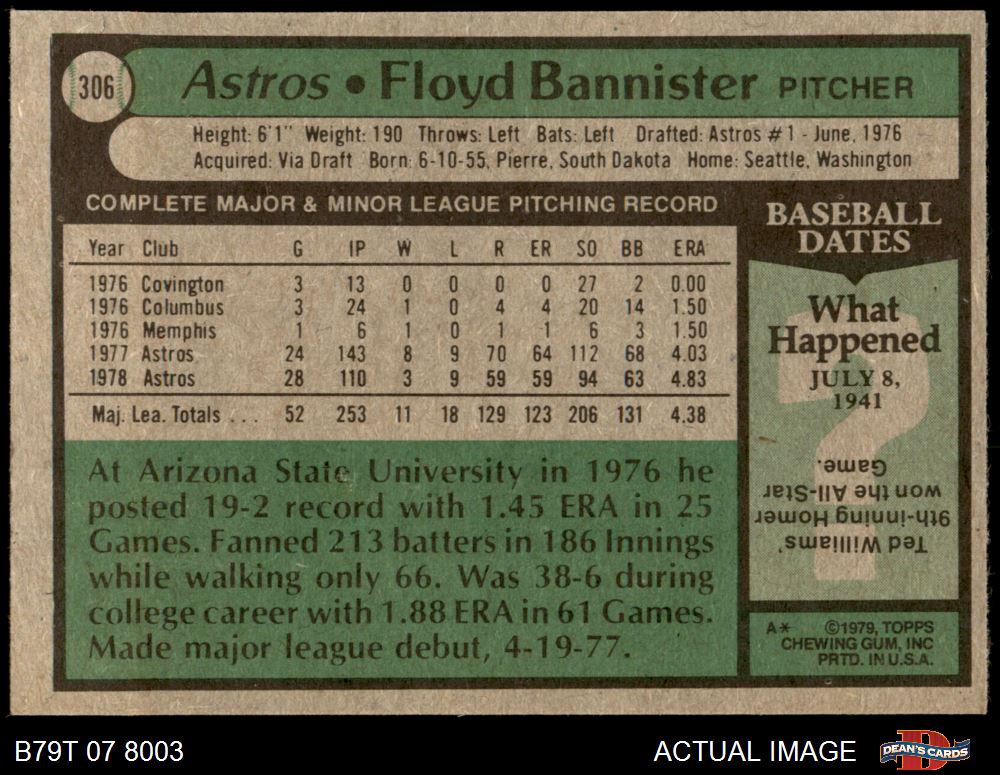 306
Astros • Floyd Bannister PITCHER
Height: 6'1" Weight: 190 Throws: Left Bats: Left Drafted: Astros #1 - June, 1976
Acquired: Via Draft Born: 6-10-55, Pierre, South Dakota Home: Seattle, Washington
COMPLETE MAJOR & MINOR LEAGUE PITCHING RECORD
Year Club G IP W L R ER SO BB ERA
1976 Covington 3 13 0 0 0 0 27 2 0.00
1976 Columbus 3 24 1 0 4 4 20 14 1.50
1976 Memphis 1 6 1 0 1 1 6 3 1.50
1977 Astros 24 143 8 9 70 64 112 68 4.03
1978 Astros 28 110 3 9 59 59 94 63 4.83
Maj. Lea. Totals . . . 52 253 11 18 129 123 206 131 4.38
At Arizona State University in 1976 he
posted 19-2 record with 1.45 ERA in 25
Games. Fanned 213 batters in 186 Innings
while walking only 66. Was 38-6 during
college career with 1.88 ERA in 61 Games.
Made major league debut, 4-19-77.
BASEBALL
DATES
What
Happened
JULY 8,
1941
?
Ted Williams'
9th-inning Homer
won the All-Star
Game.
A* ©1979, TOPPS
CHEWING GUM, INC
PRTD. IN U.S.A.
B79T 07 8003
ACTUAL IMAGE
D
DEAN'S CARDS